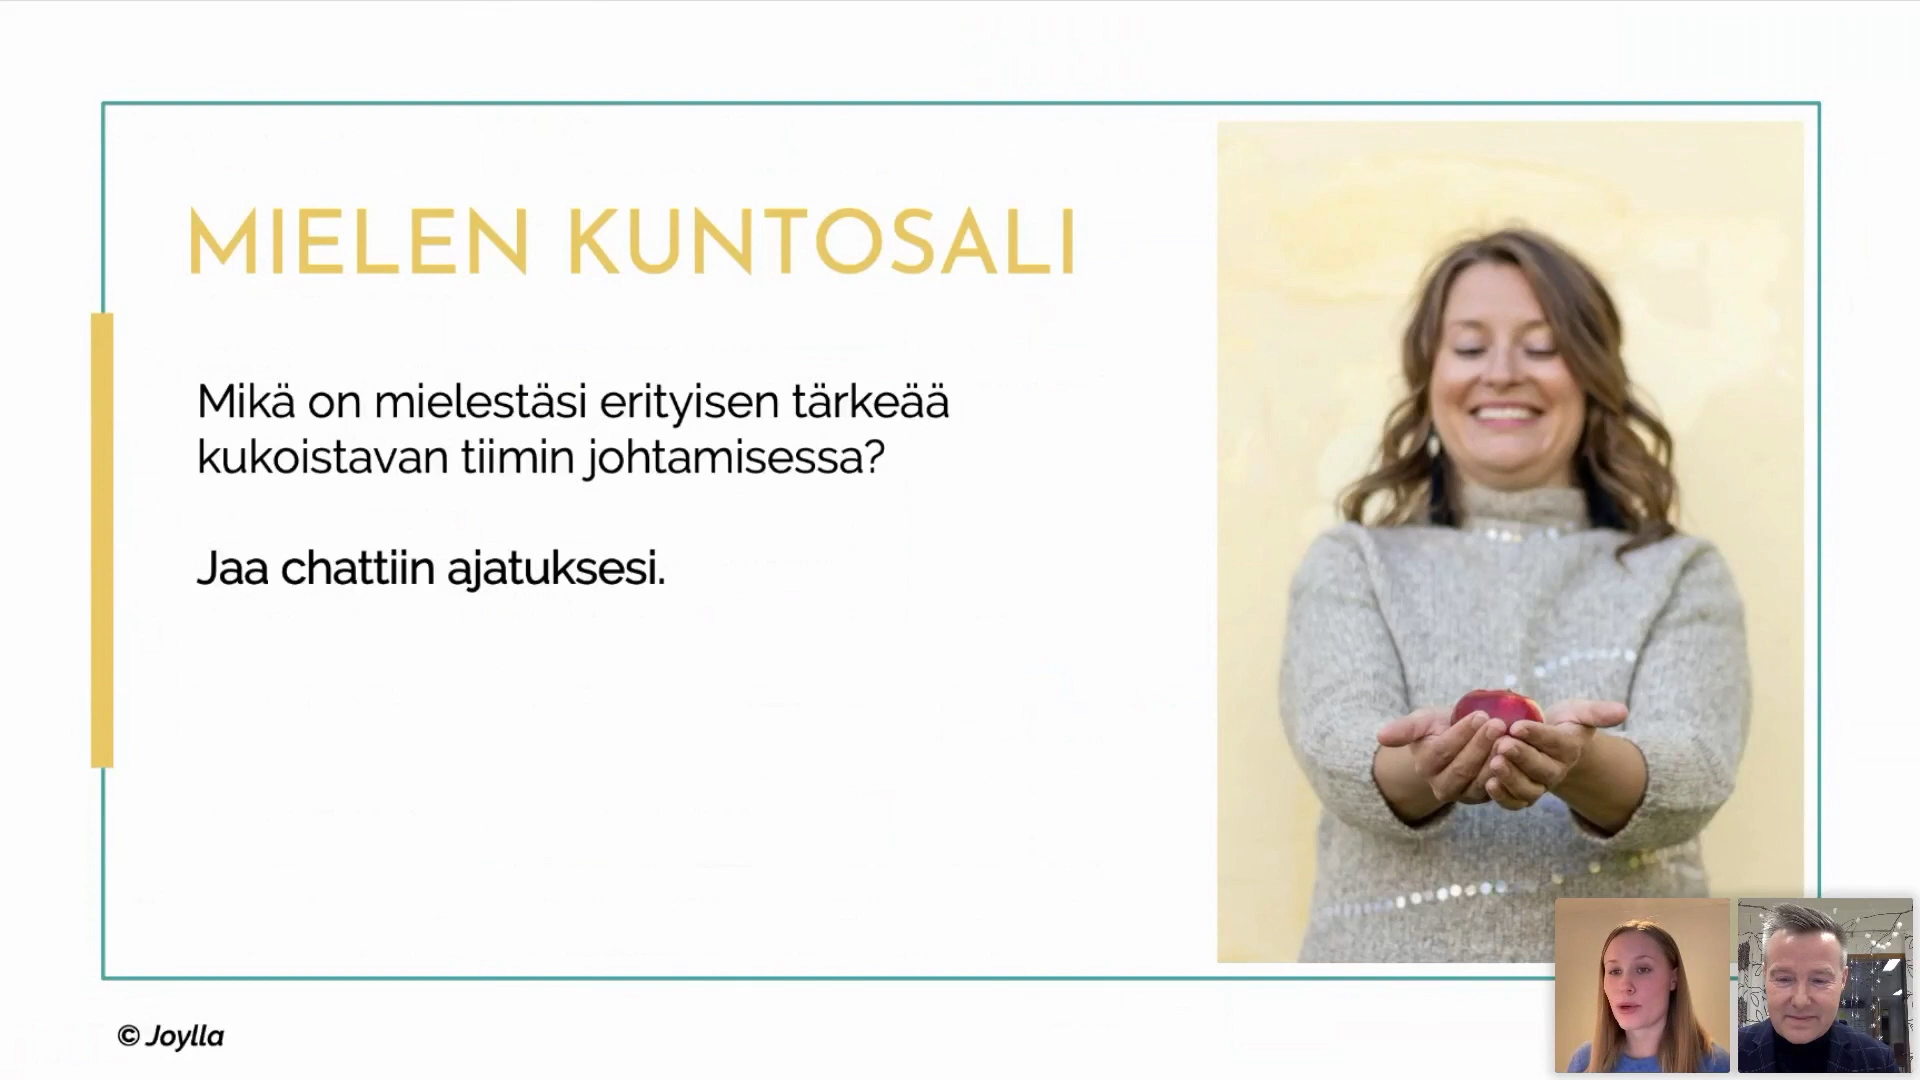 MIELEN KUNTOSALI
Mikä on mielestäsi erityisen tärkeää
kukoistavan tiimin johtamisessa?
Jaa chattiin ajatuksesi.
© Joylla